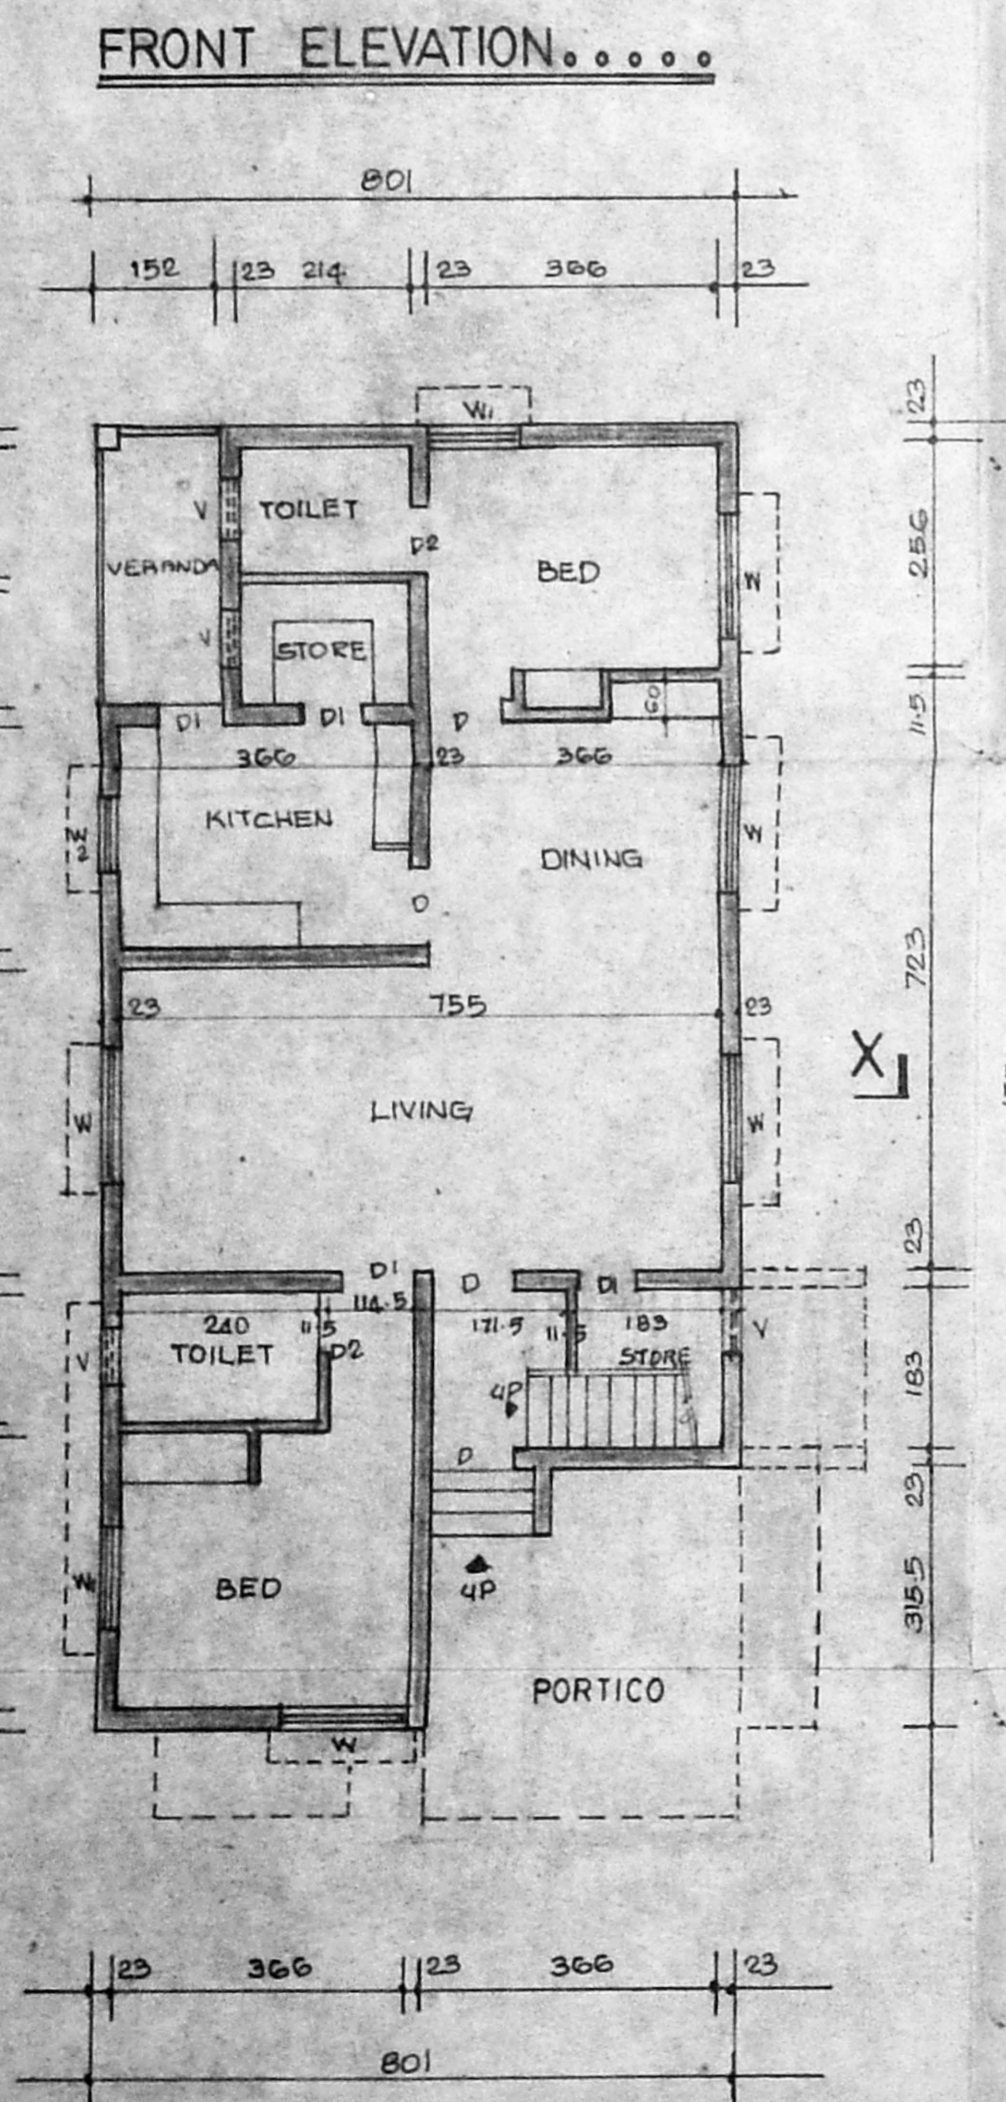 FRONT ELEVATION.....
801
152 23 214 23 366 23
W1
23
V TOILET
D2
256
VERANDA
BED
W
V
STORE
60
11.5
D1 D1 D
366 23 366
KITCHEN
W2
W
DINING
D
723
23 755 23
X
LIVING
W
W
23
D1 D D1
114.5
240 11.5 171.5 11.5 183
V TOILET D2 STORE V
183
UP
D
23
UP
W1
BED
315.5
PORTICO
W
23 366 23 366 23
801